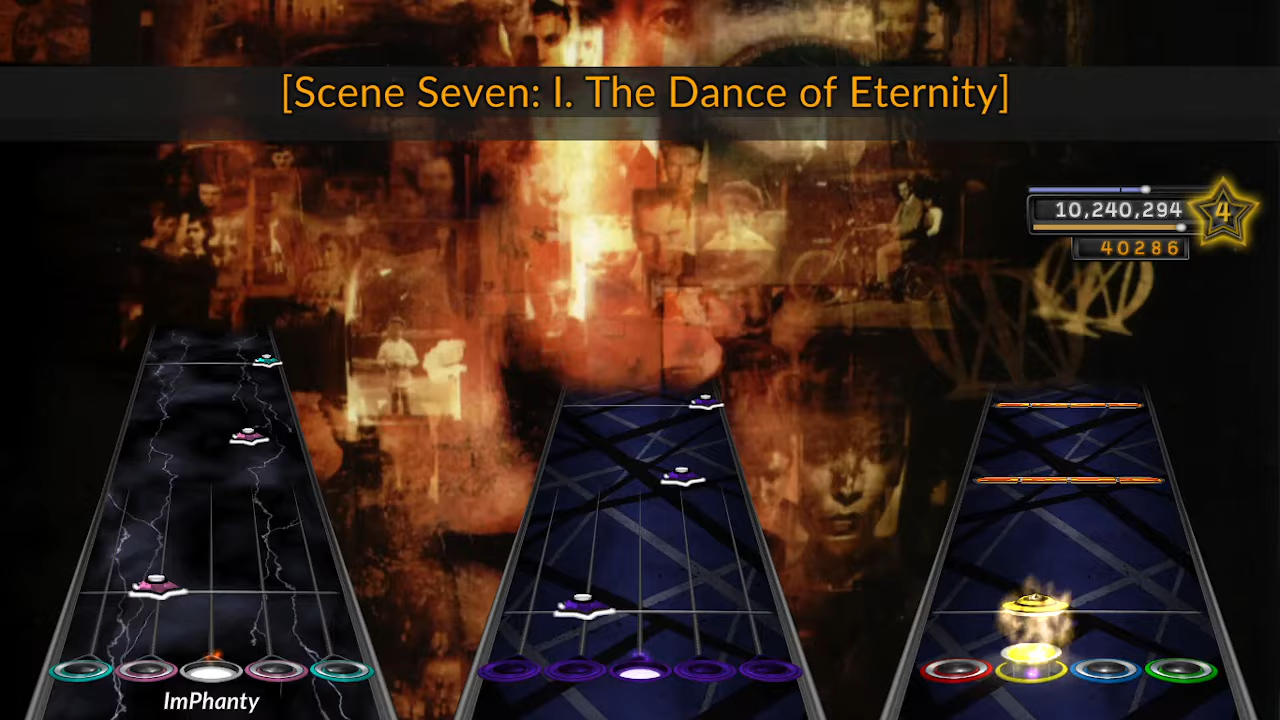 [Scene Seven: I. The Dance of Eternity]
10,240,294
4
40286
ImPhanty